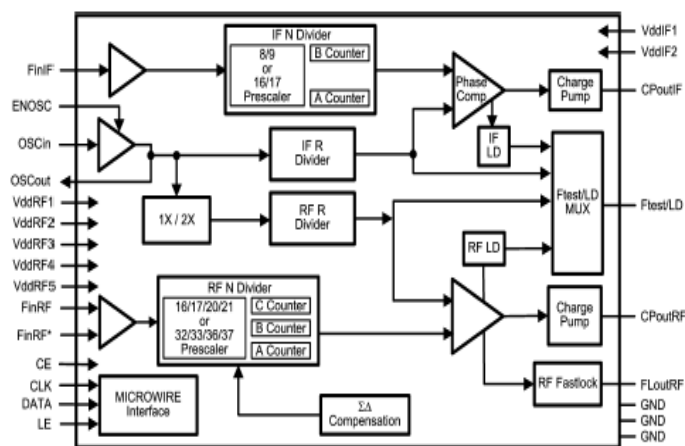 IF N Divider
8/9
or
16/17
Prescaler
B Counter
A Counter
VddIF1
VddIF2
FinIF
Phase
Comp.
Charge
Pump
CPoutIF
ENOSC
OSCin
OSCout
IF R
Divider
IF
LD
1X / 2X
RF R
Divider
Ftest/LD
MUX
Ftest/LD
VddRF1
VddRF2
VddRF3
VddRF4
VddRF5
RF LD
RF N Divider
16/17/20/21
or
32/33/36/37
Prescaler
C Counter
B Counter
A Counter
FinRF
FinRF*
Charge
Pump
CPoutRF
CE
CLK
DATA
LE
MICROWIRE
Interface
ΣΔ
Compensation
RF Fastlock
FLoutRF
GND
GND
GND